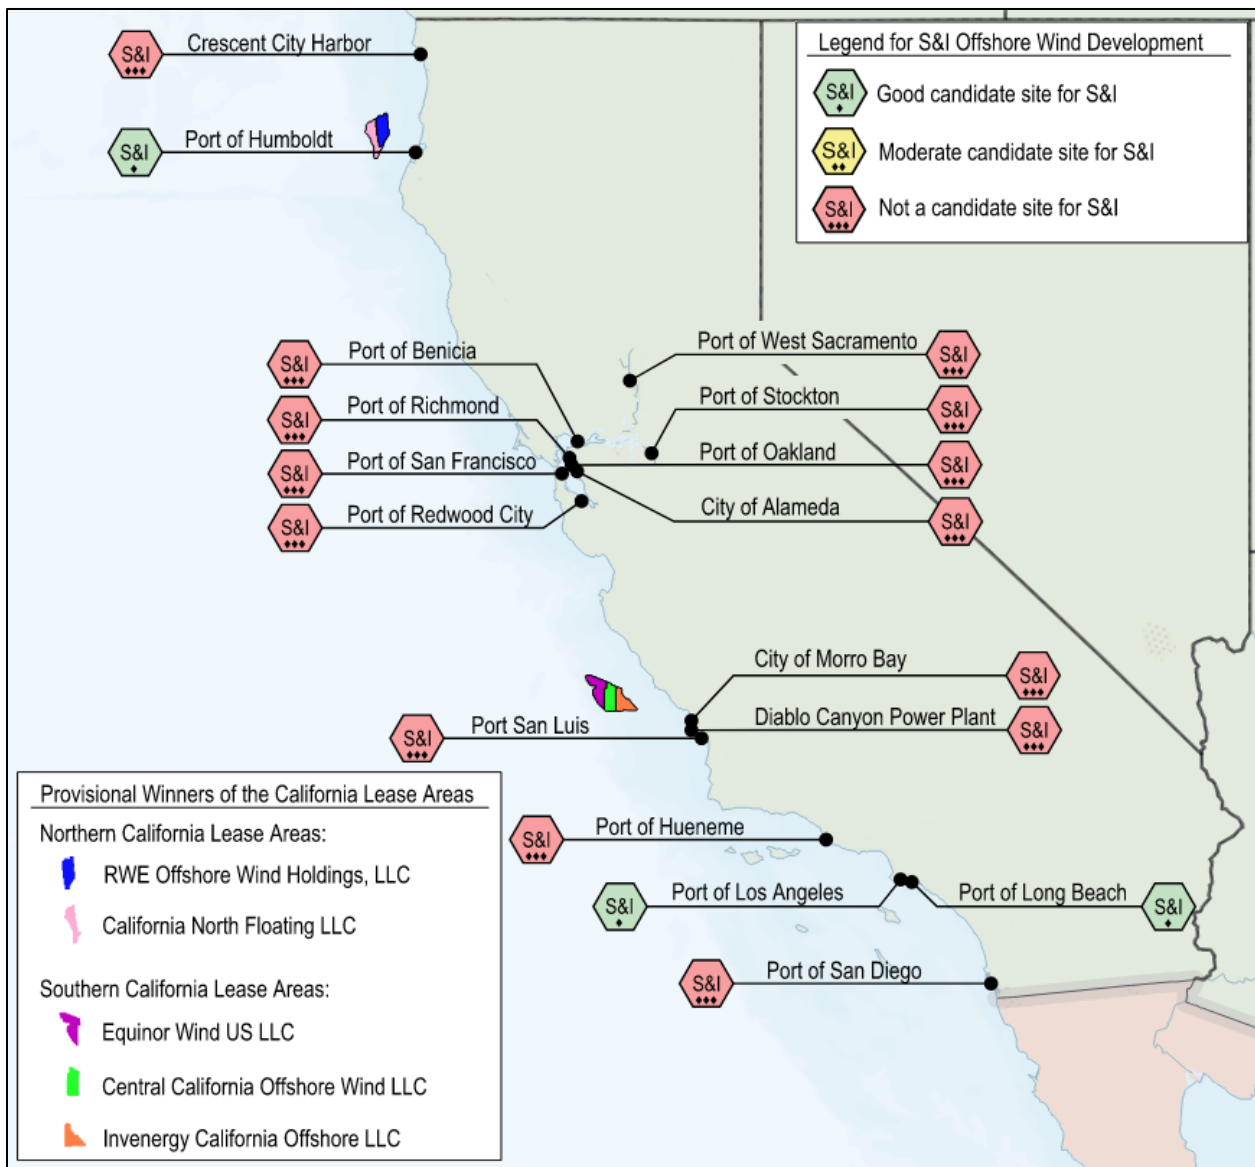 Crescent City Harbor
S&I
Port of Humboldt
S&I
Legend for S&I Offshore Wind Development
S&I
Good candidate site for S&I
S&I
Moderate candidate site for S&I
S&I
Not a candidate site for S&I
Port of Benicia
S&I
Port of Richmond
S&I
Port of San Francisco
S&I
Port of Redwood City
S&I
Port of West Sacramento
S&I
Port of Stockton
S&I
Port of Oakland
S&I
City of Alameda
S&I
City of Morro Bay
S&I
Diablo Canyon Power Plant
S&I
Port San Luis
S&I
Port of Hueneme
S&I
Port of Los Angeles
S&I
Port of Long Beach
S&I
Port of San Diego
S&I
Provisional Winners of the California Lease Areas
Northern California Lease Areas:
RWE Offshore Wind Holdings, LLC
California North Floating LLC
Southern California Lease Areas:
Equinor Wind US LLC
Central California Offshore Wind LLC
Invenergy California Offshore LLC